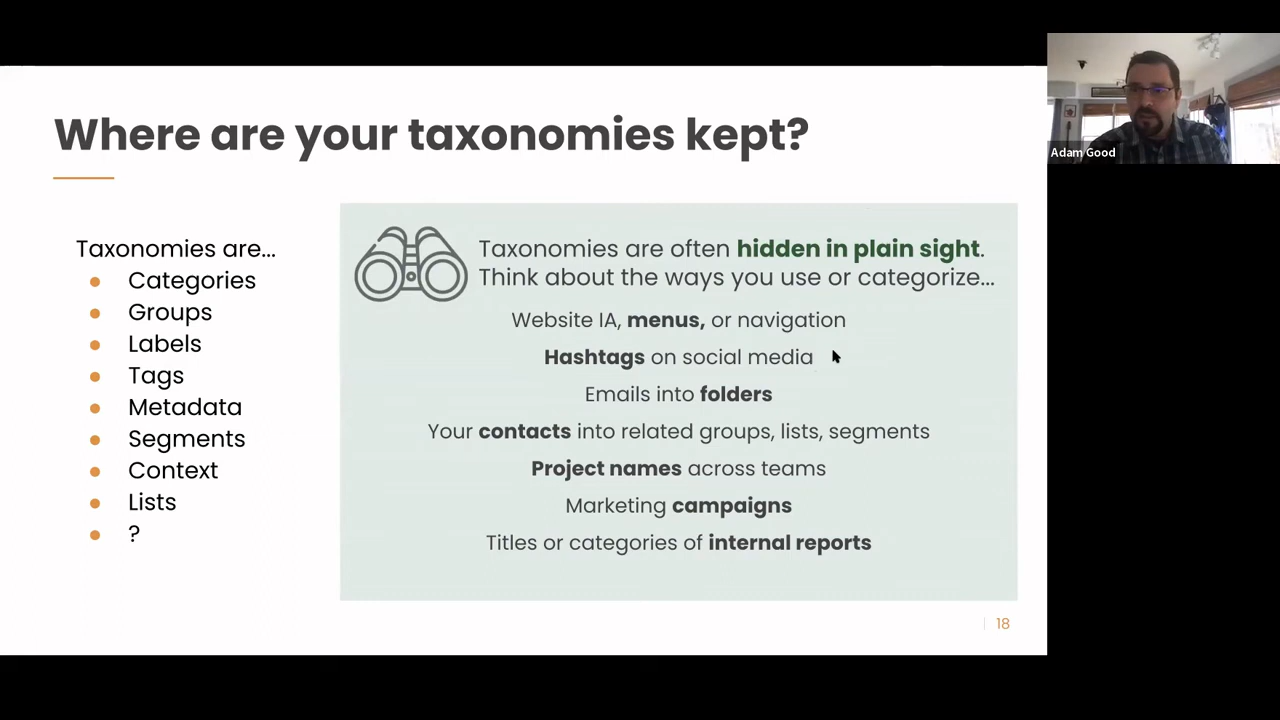 Where are your taxonomies kept?
Taxonomies are...
Categories
Groups
Labels
Tags
Metadata
Segments
Context
Lists
?
Taxonomies are often hidden in plain sight.
Think about the ways you use or categorize...
Website IA, menus, or navigation
Hashtags on social media
Emails into folders
Your contacts into related groups, lists, segments
Project names across teams
Marketing campaigns
Titles or categories of internal reports
18
Adam Good